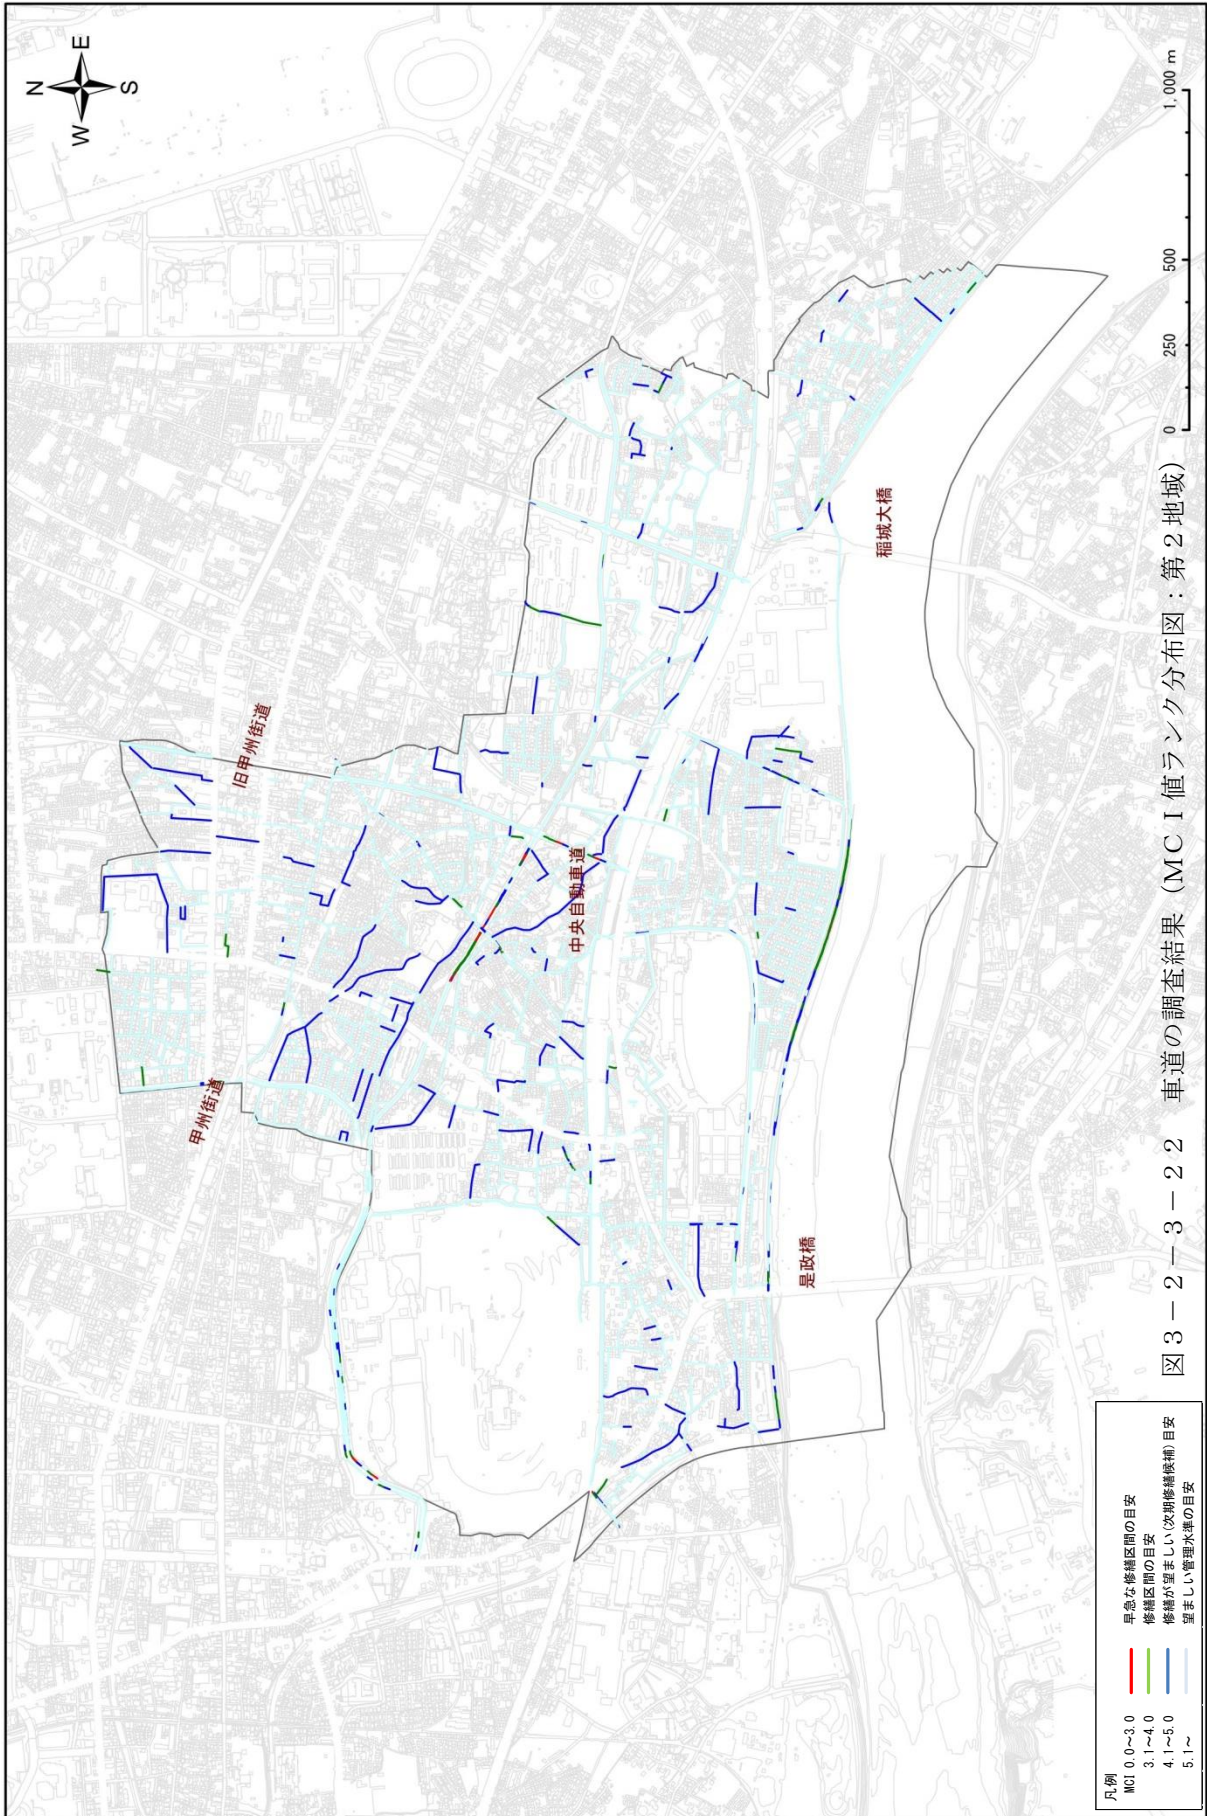 N
E
S
W
旧甲州街道
甲州街道
中央自動車道
稲城大橋
是政橋
0 250 500 1,000 m
凡例
MCI 0.0~3.0 早急な修繕区間の目安
3.1~4.0 修繕区間の目安
4.1~5.0 修繕が望ましい(次期修繕候補)目安
5.1~ 望ましい管理水準の目安
図3-2-3-22 車道の調査結果(MCI値ランク分布図:第2地域)